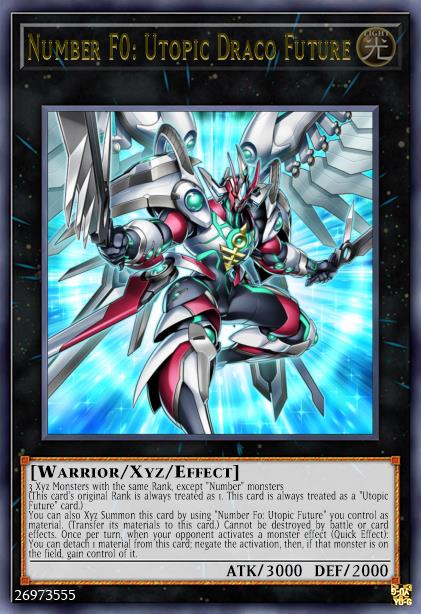 NUMBER F0: UTOPIC DRACO FUTURE
LIGHT
光
[WARRIOR/XYZ/EFFECT]
3 Xyz Monsters with the same Rank, except "Number" monsters
(This card's original Rank is always treated as 1. This card is always treated as a "Utopic
Future" card.)
You can also Xyz Summon this card by using "Number F0: Utopic Future" you control as
material. (Transfer its materials to this card.) Cannot be destroyed by battle or card
effects. Once per turn, when your opponent activates a monster effect (Quick Effect):
You can detach 1 material from this card; negate the activation, then, if that monster is on
the field, gain control of it.
ATK/3000 DEF/2000
26973555